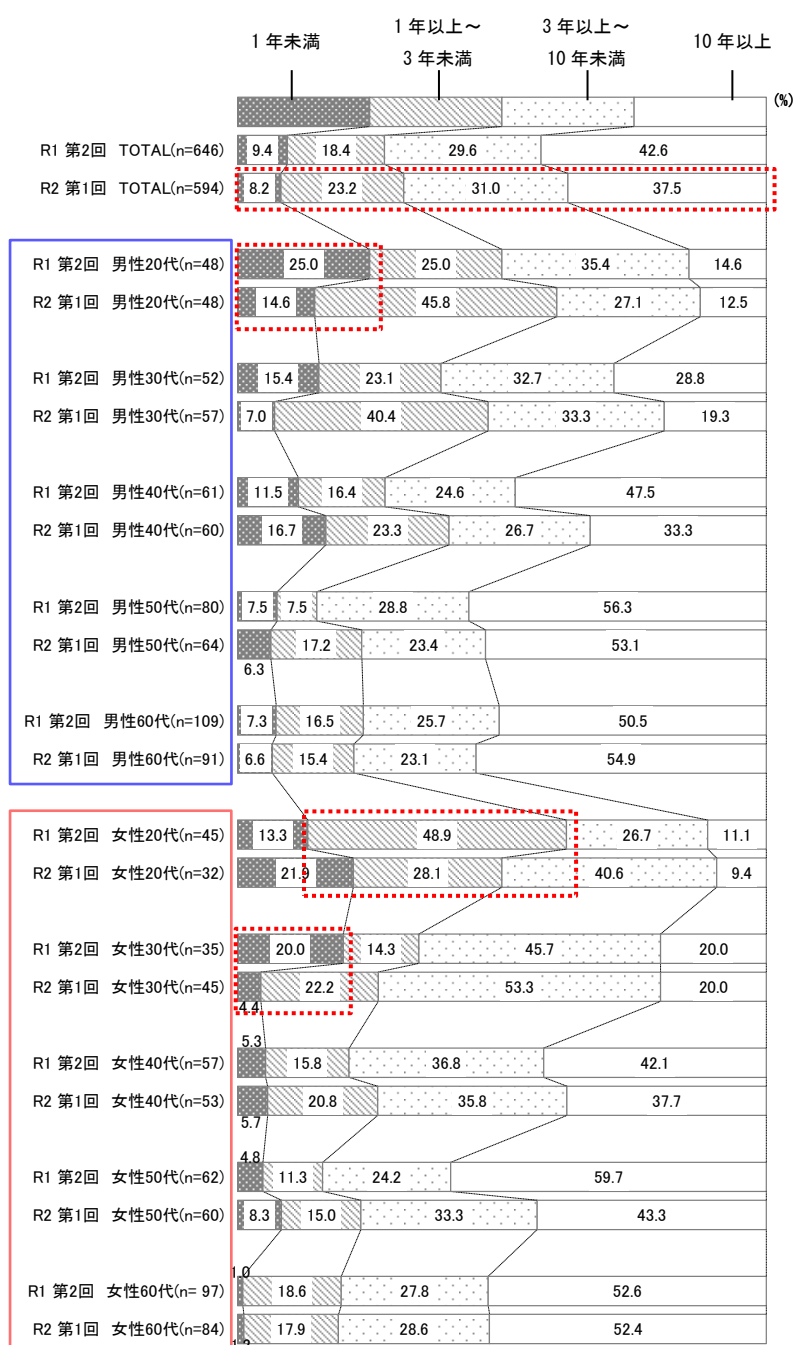 1年未満
1年以上～
3年未満
3年以上～
10年未満
10年以上
(%)
R1 第2回 TOTAL(n=646) 9.4 18.4 29.6 42.6
R2 第1回 TOTAL(n=594) 8.2 23.2 31.0 37.5
R1 第2回 男性20代(n=48) 25.0 25.0 35.4 14.6
R2 第1回 男性20代(n=48) 14.6 45.8 27.1 12.5
R1 第2回 男性30代(n=52) 15.4 23.1 32.7 28.8
R2 第1回 男性30代(n=57) 7.0 40.4 33.3 19.3
R1 第2回 男性40代(n=61) 11.5 16.4 24.6 47.5
R2 第1回 男性40代(n=60) 16.7 23.3 26.7 33.3
R1 第2回 男性50代(n=80) 7.5 7.5 28.8 56.3
R2 第1回 男性50代(n=64) 6.3 17.2 23.4 53.1
R1 第2回 男性60代(n=109) 7.3 16.5 25.7 50.5
R2 第1回 男性60代(n=91) 6.6 15.4 23.1 54.9
R1 第2回 女性20代(n=45) 13.3 48.9 26.7 11.1
R2 第1回 女性20代(n=32) 21.9 28.1 40.6 9.4
R1 第2回 女性30代(n=35) 20.0 14.3 45.7 20.0
R2 第1回 女性30代(n=45) 4.4 22.2 53.3 20.0
R1 第2回 女性40代(n=57) 5.3 15.8 36.8 42.1
R2 第1回 女性40代(n=53) 5.7 20.8 35.8 37.7
R1 第2回 女性50代(n=62) 4.8 11.3 24.2 59.7
R2 第1回 女性50代(n=60) 8.3 15.0 33.3 43.3
R1 第2回 女性60代(n= 97) 1.0 18.6 27.8 52.6
R2 第1回 女性60代(n=84) 17.9 28.6 52.4